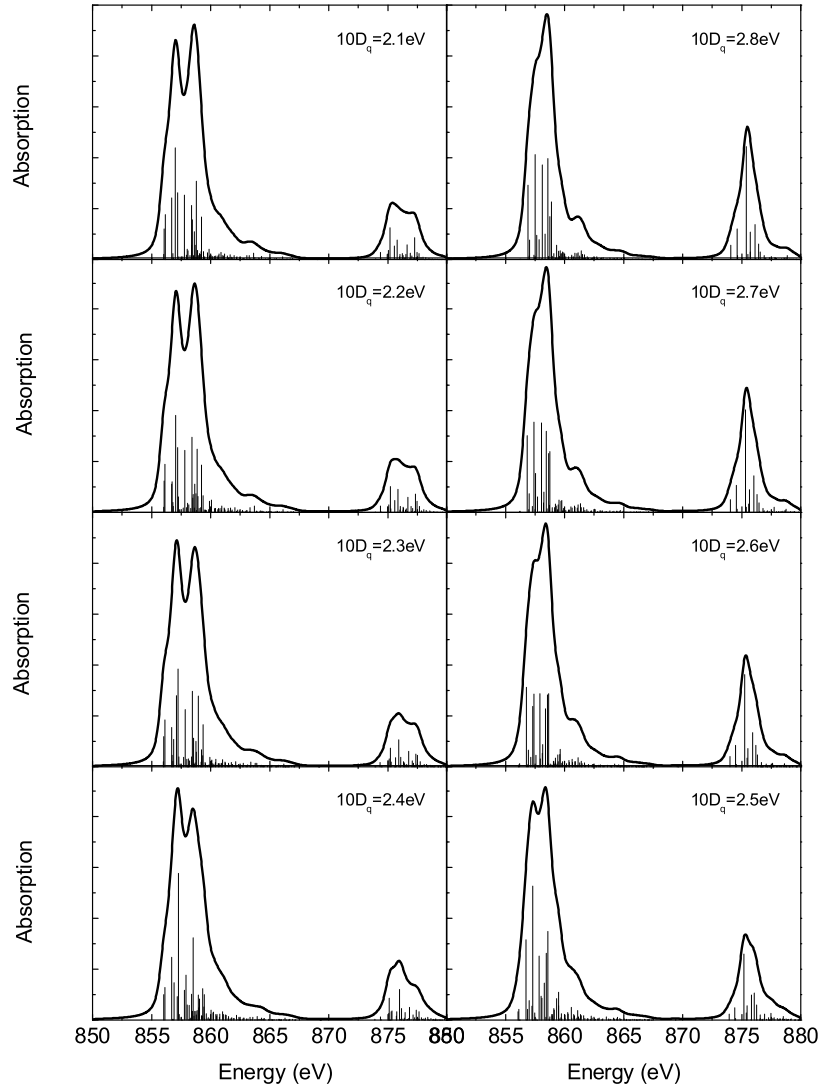 Absorption
10Dq=2.1eV
10Dq=2.8eV
Absorption
10Dq=2.2eV
10Dq=2.7eV
Absorption
10Dq=2.3eV
10Dq=2.6eV
Absorption
10Dq=2.4eV
10Dq=2.5eV
850 855 860 865 870 875 880
850 855 860 865 870 875 880
Energy (eV)
Energy (eV)